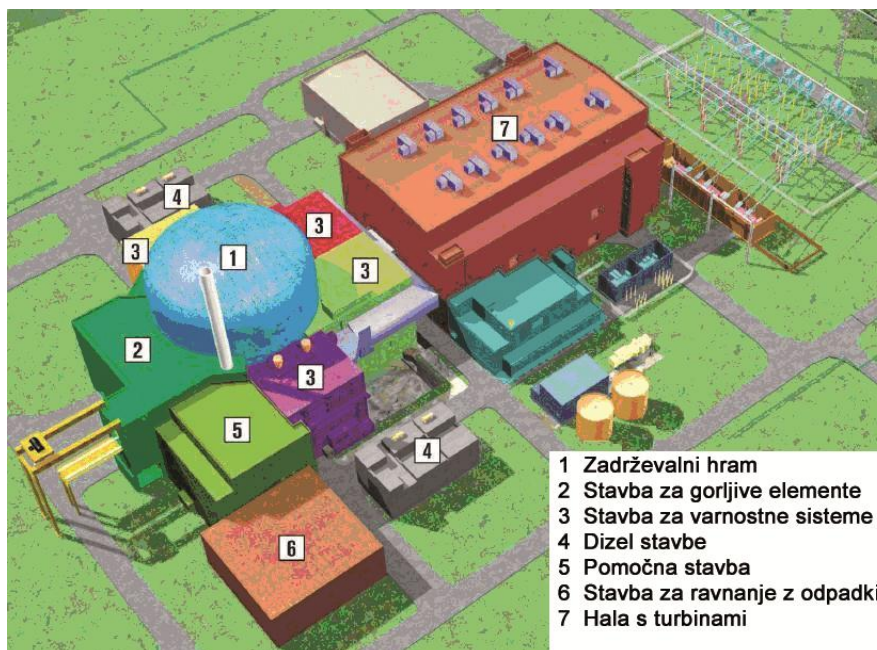 7
4
3
3
1
3
2
3
5
4
6
1 Zadrževalni hram
2 Stavba za gorljive elemente
3 Stavba za varnostne sisteme
4 Dizel stavbe
5 Pomočna stavba
6 Stavba za ravnanje z odpadki
7 Hala s turbinami